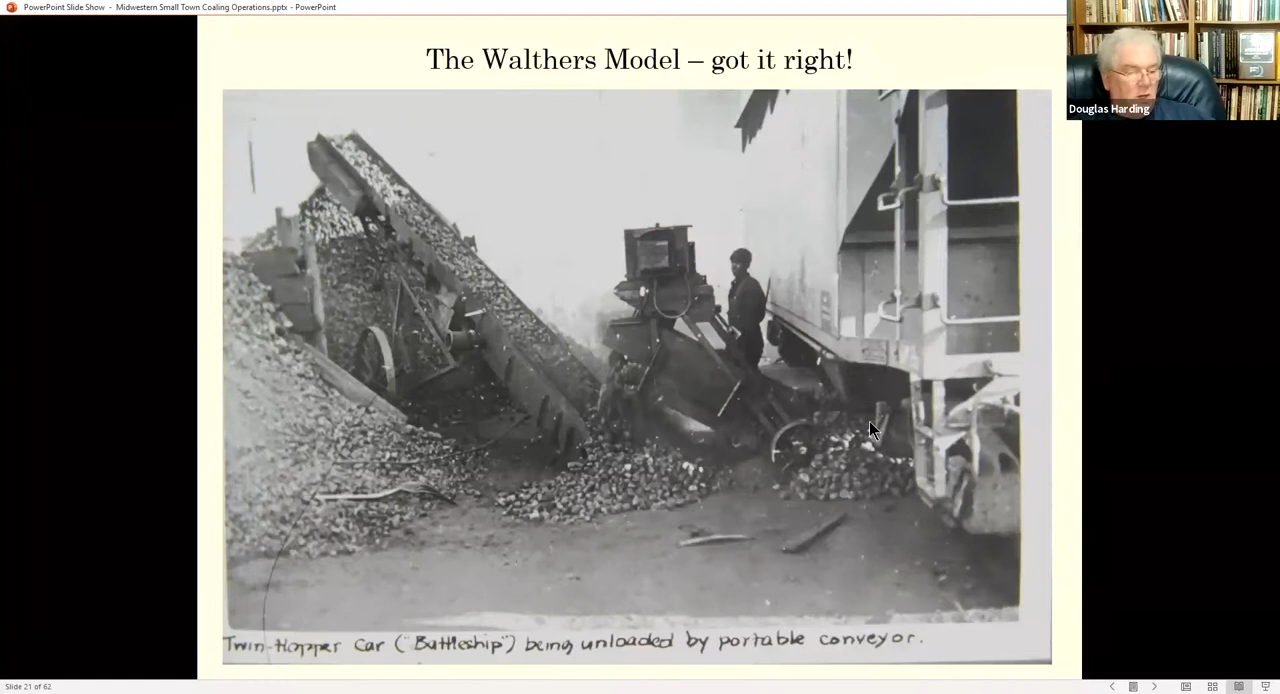 PowerPoint Slide Show - Midwestern Small Town Coaling Operations.pptx - PowerPoint
The Walthers Model – got it right!
Douglas Harding
Twin-Hopper Car ("Battleship") being unloaded by portable conveyor.
Slide 21 of 62